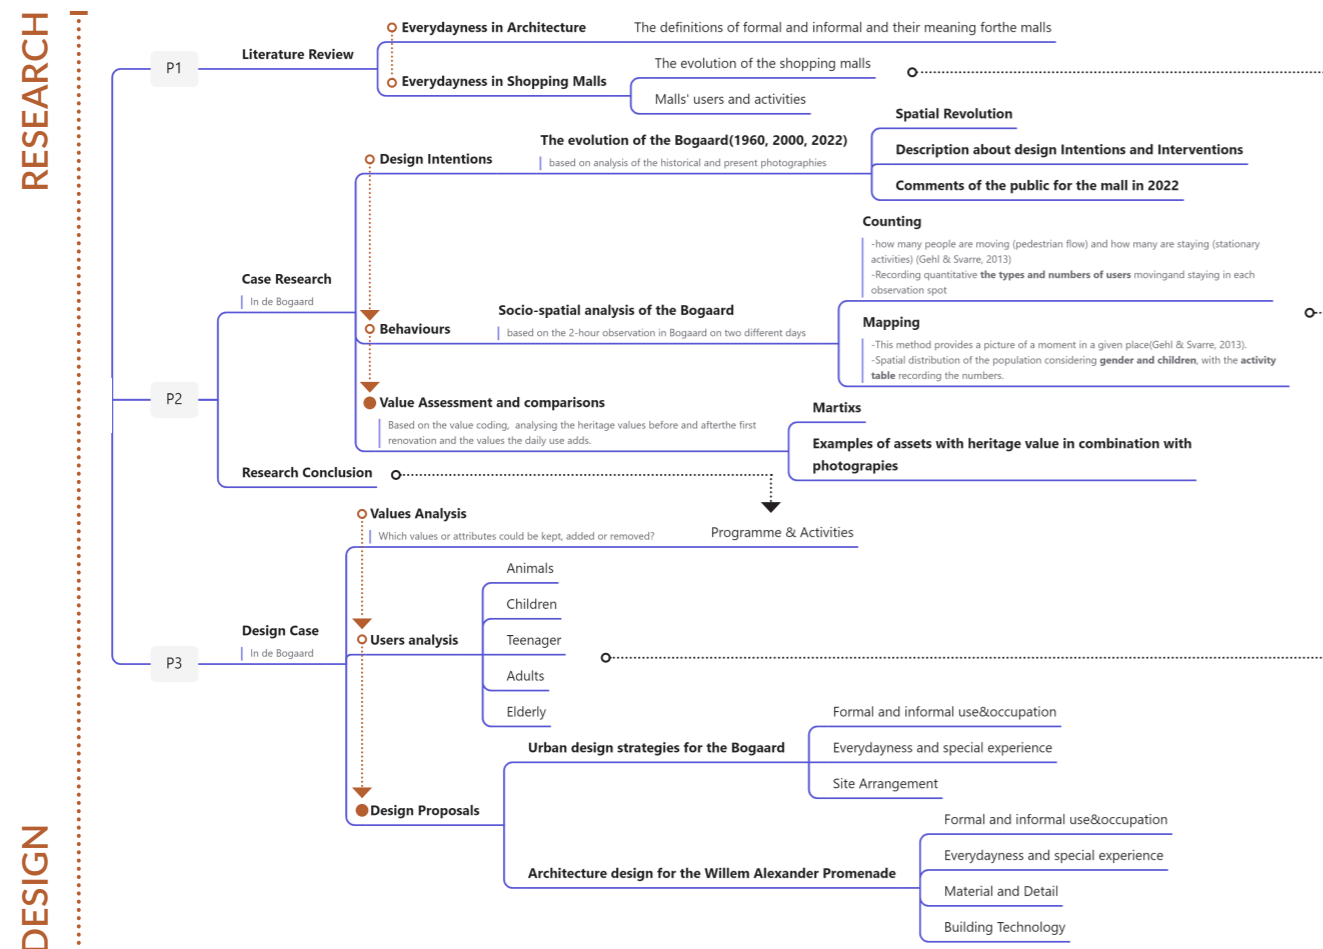 RESEARCH
P1
Literature Review
Everydayness in Architecture
The definitions of formal and informal and their meaning forthe malls
Everydayness in Shopping Malls
The evolution of the shopping malls
Malls' users and activities
P2
Case Research
In de Bogaard
Design Intentions
The evolution of the Bogaard(1960, 2000, 2022)
based on analysis of the historical and present photographies
Spatial Revolution
Description about design Intentions and Interventions
Comments of the public for the mall in 2022
Behaviours
Socio-spatial analysis of the Bogaard
based on the 2-hour observation in Bogaard on two different days
Counting
-how many people are moving (pedestrian flow) and how many are staying (stationary
activities) (Gehl & Svarre, 2013)
-Recording quantitative the types and numbers of users movingand staying in each
observation spot
Mapping
-This method provides a picture of a moment in a given place(Gehl & Svarre, 2013).
-Spatial distribution of the population considering gender and children, with the activity
table recording the numbers.
Value Assessment and comparisons
Based on the value coding, analysing the heritage values before and afterthe first
renovation and the values the daily use adds.
Martixs
Examples of assets with heritage value in combination with
photograpies
Research Conclusion
P3
Design Case
In de Bogaard
Values Analysis
Which values or attributes could be kept, added or removed?
Programme & Activities
Users analysis
Animals
Children
Teenager
Adults
Elderly
Design Proposals
Urban design strategies for the Bogaard
Formal and informal use&occupation
Everydayness and special experience
Site Arrangement
Architecture design for the Willem Alexander Promenade
Formal and informal use&occupation
Everydayness and special experience
Material and Detail
Building Technology
DESIGN